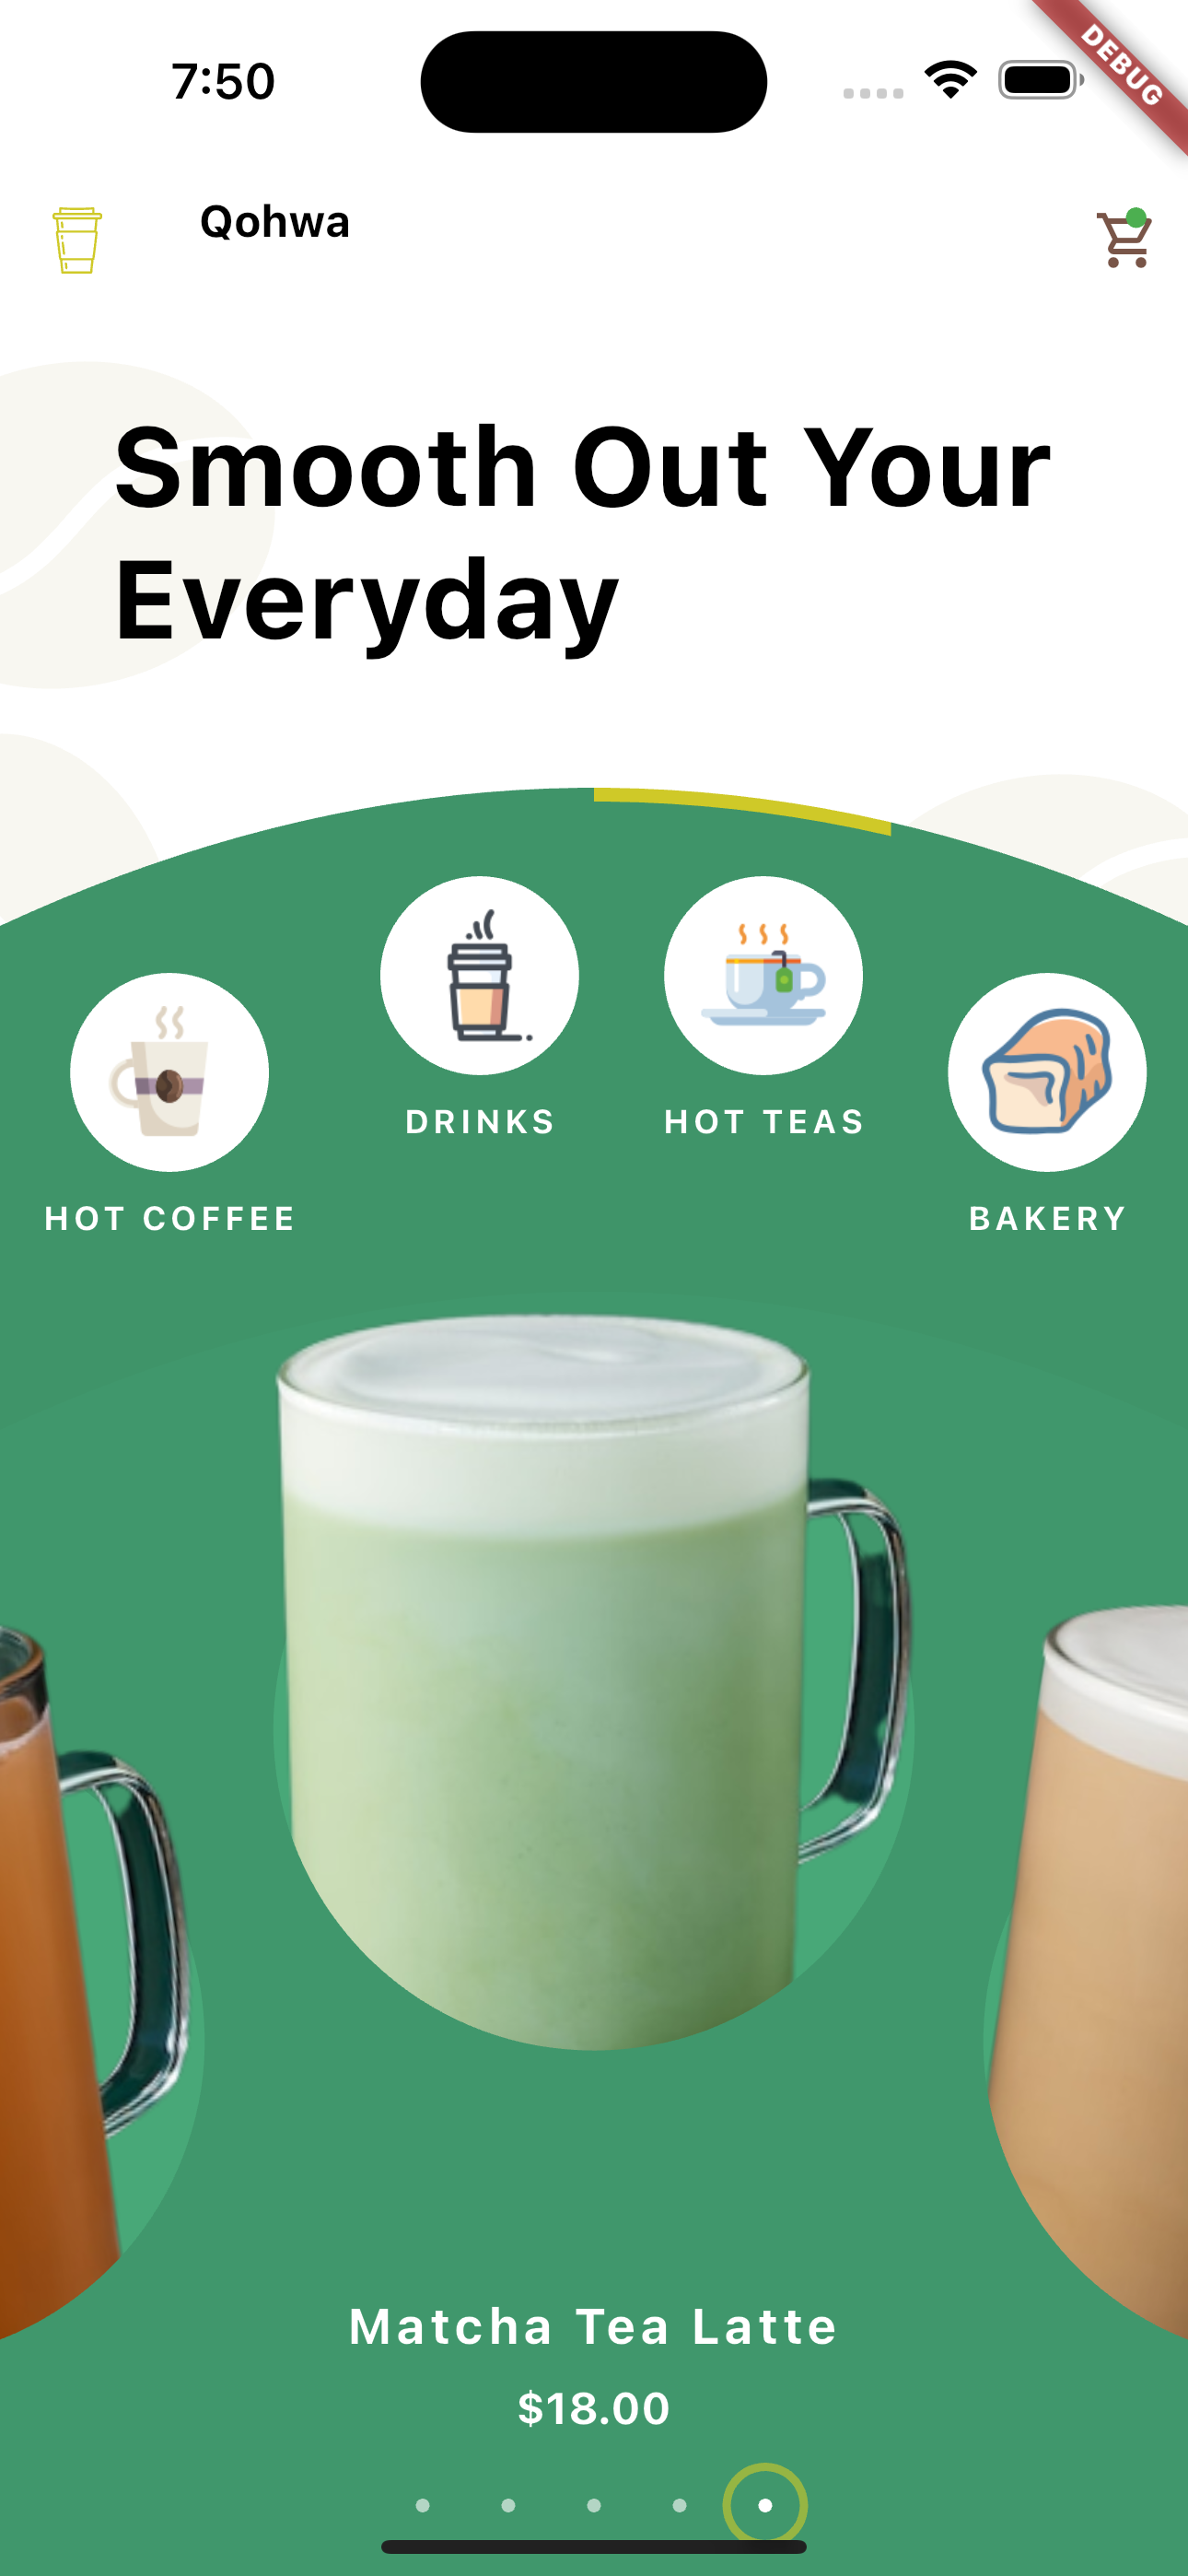 7:50
DEBUG
Qohwa
Smooth Out Your
Everyday
DRINKS
HOT TEAS
HOT COFFEE
BAKERY
Matcha Tea Latte
$18.00